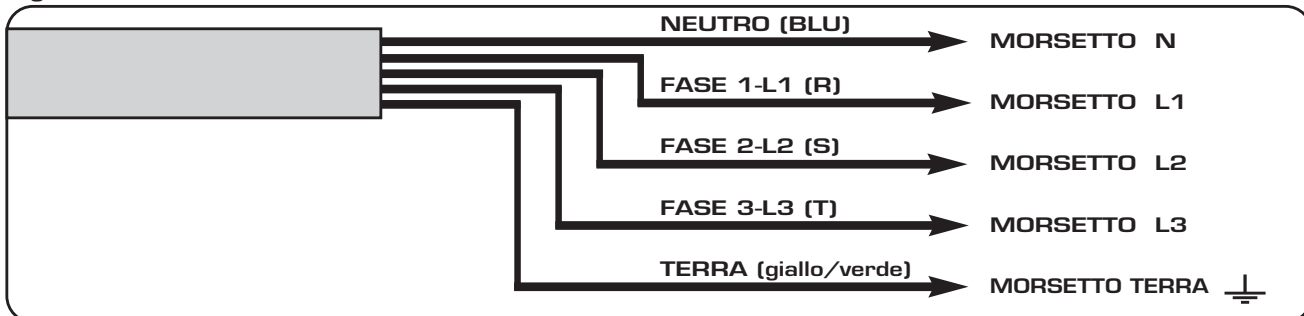 NEUTRO (BLU)
MORSETTO N
FASE 1-L1 (R)
MORSETTO L1
FASE 2-L2 (S)
MORSETTO L2
FASE 3-L3 (T)
MORSETTO L3
TERRA (giallo/verde)
MORSETTO TERRA